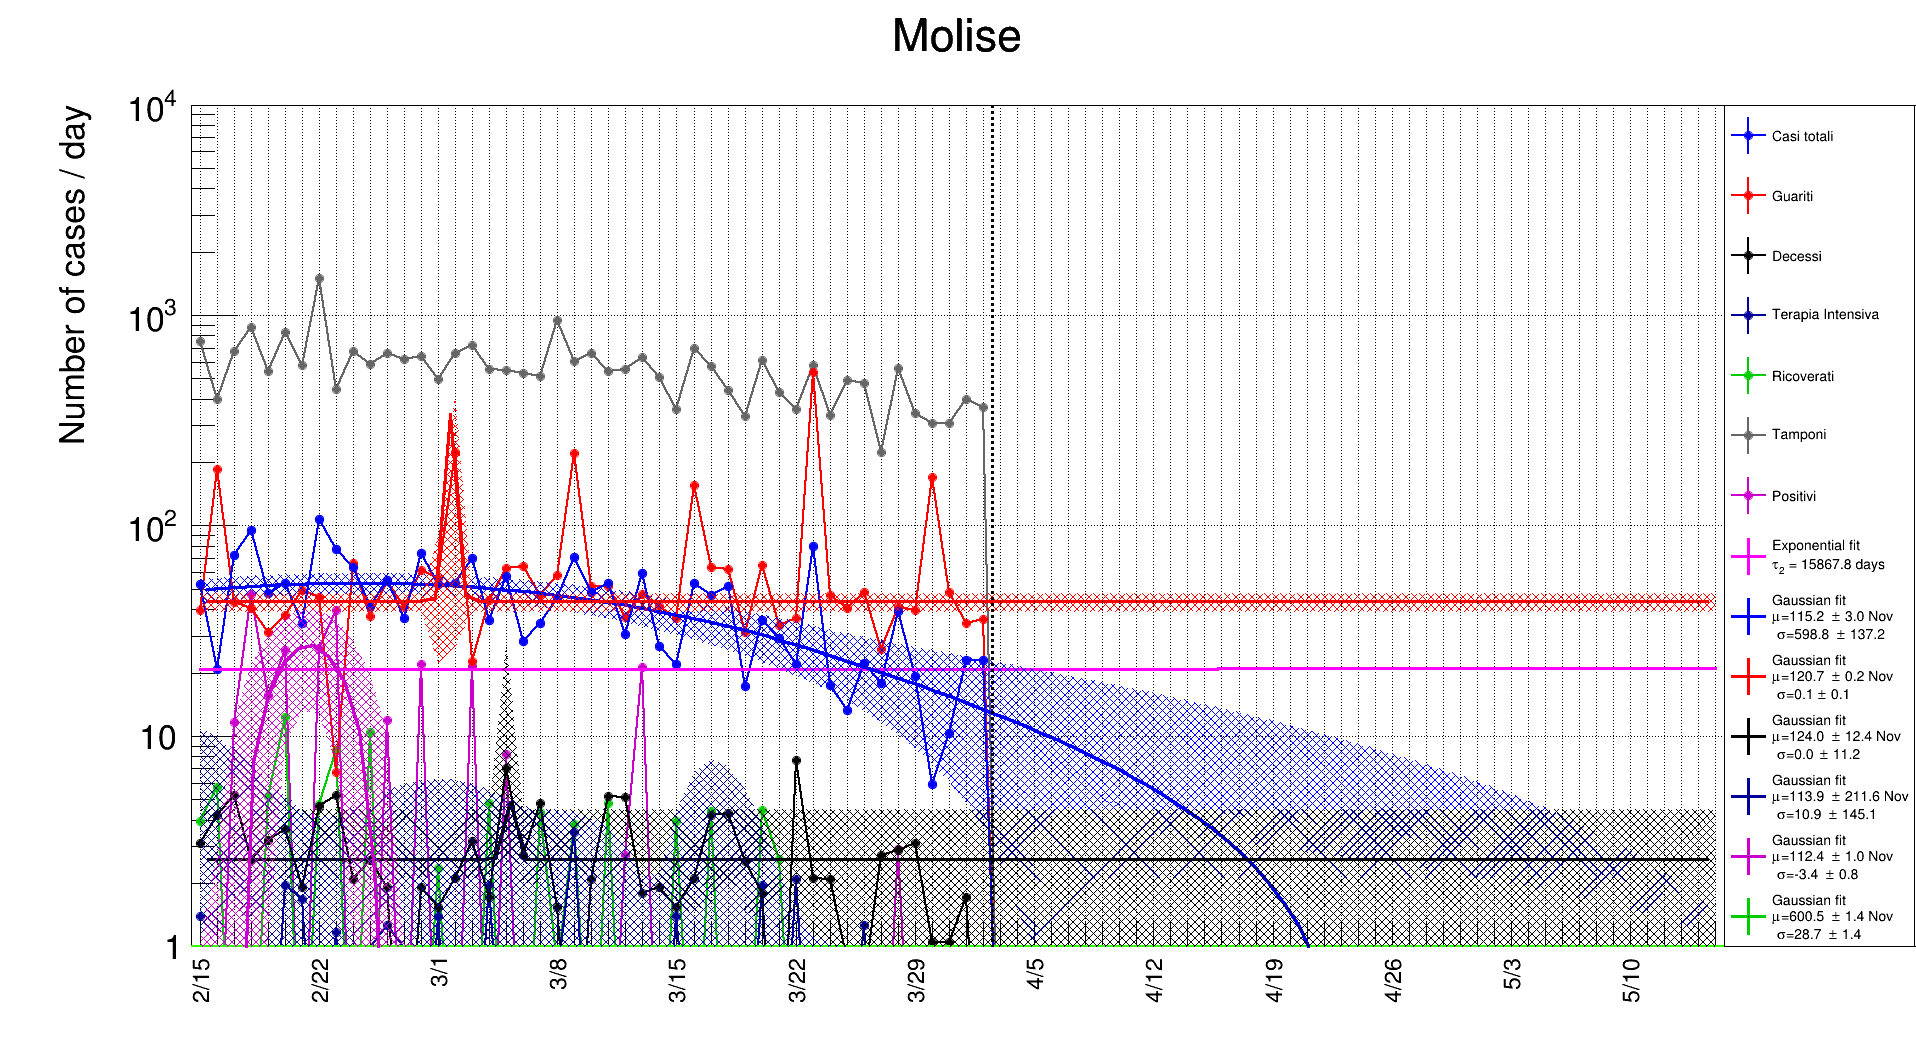 Molise
Number of cases / day
10^4
10^3
10^2
10
1
2/15
2/22
3/1
3/8
3/15
3/22
3/29
4/5
4/12
4/19
4/26
5/3
5/10
Casi totali
Guariti
Decessi
Terapia Intensiva
Ricoverati
Tamponi
Positivi
Exponential fit
τ_2 = 15867.8 days
Gaussian fit
μ=115.2 ± 3.0 Nov
σ=598.8 ± 137.2
Gaussian fit
μ=120.7 ± 0.2 Nov
σ=0.1 ± 0.1
Gaussian fit
μ=124.0 ± 12.4 Nov
σ=0.0 ± 11.2
Gaussian fit
μ=113.9 ± 211.6 Nov
σ=10.9 ± 145.1
Gaussian fit
μ=112.4 ± 1.0 Nov
σ=-3.4 ± 0.8
Gaussian fit
μ=600.5 ± 1.4 Nov
σ=28.7 ± 1.4